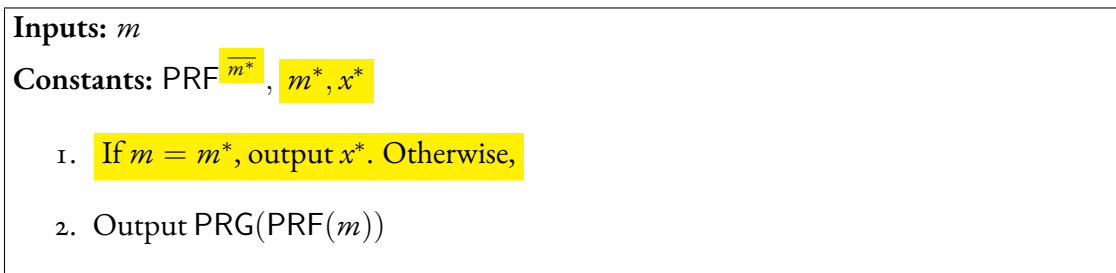 Inputs: m
Constants: PRF^{\overline{m^*}}, m^*, x^*
1. If m = m^*, output x^*. Otherwise,
2. Output PRG(PRF(m))